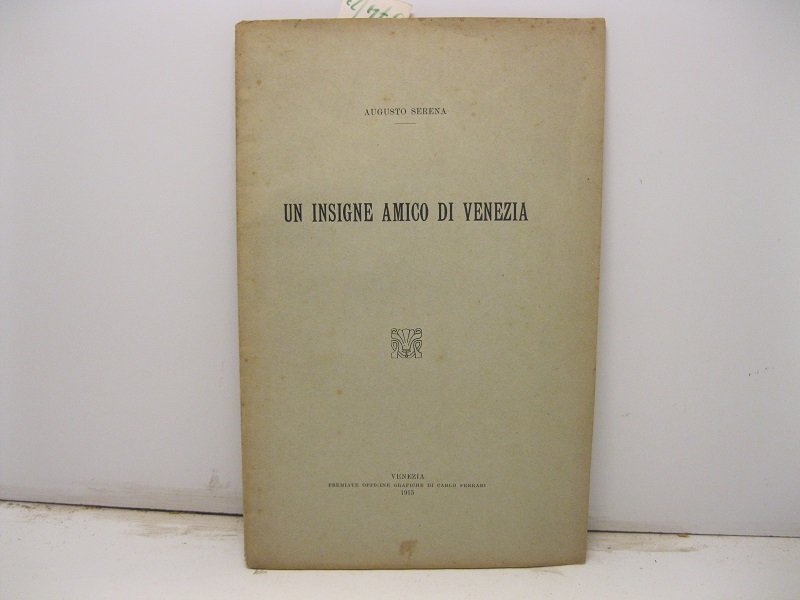 AUGUSTO SERENA
UN INSIGNE AMICO DI VENEZIA
VENEZIA
PREMIATE OFFICINE GRAFICHE DI CARLO FERRARI
1915